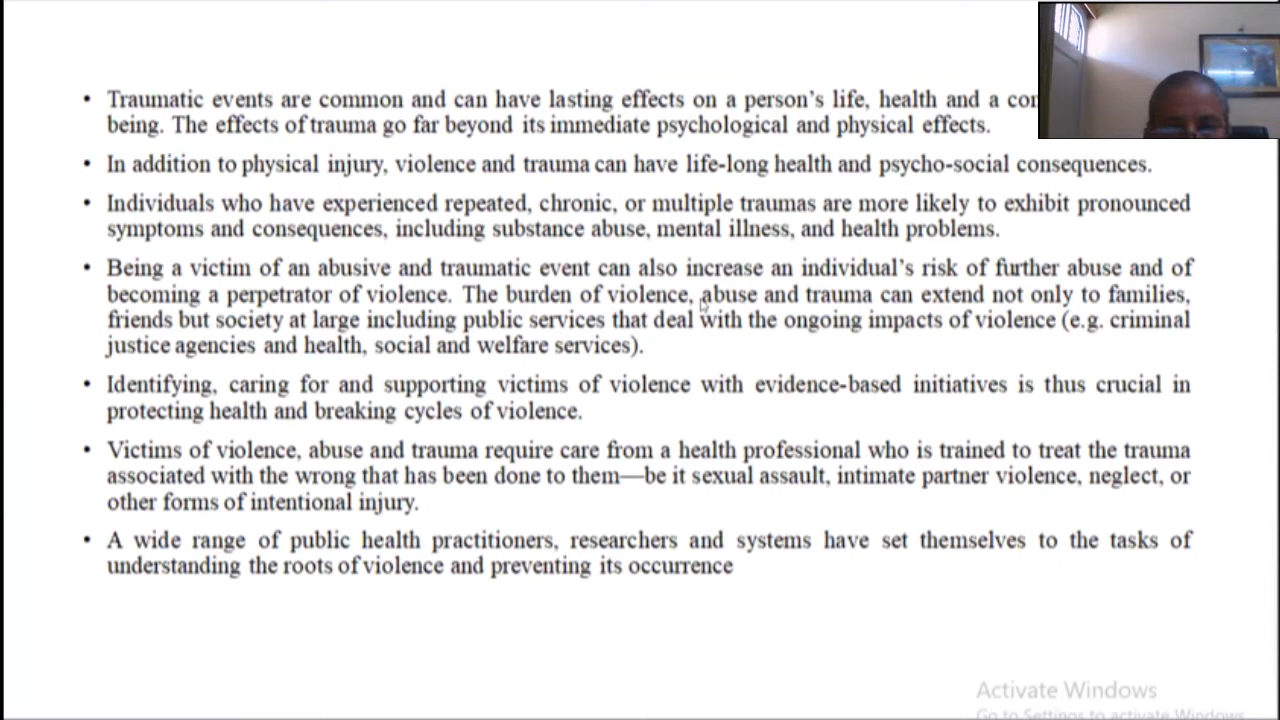 • Traumatic events are common and can have lasting effects on a person's life, health and a
being. The effects of trauma go far beyond its immediate psychological and physical effects.
• In addition to physical injury, violence and trauma can have life-long health and psycho-social consequences.
• Individuals who have experienced repeated, chronic, or multiple traumas are more likely to exhibit pronounced
symptoms and consequences, including substance abuse, mental illness, and health problems.
• Being a victim of an abusive and traumatic event can also increase an individual's risk of further abuse and of
becoming a perpetrator of violence. The burden of violence, abuse and trauma can extend not only to families,
friends but society at large including public services that deal with the ongoing impacts of violence (e.g. criminal
justice agencies and health, social and welfare services).
• Identifying, caring for and supporting victims of violence with evidence-based initiatives is thus crucial in
protecting health and breaking cycles of violence.
• Victims of violence, abuse and trauma require care from a health professional who is trained to treat the trauma
associated with the wrong that has been done to them—be it sexual assault, intimate partner violence, neglect, or
other forms of intentional injury.
• A wide range of public health practitioners, researchers and systems have set themselves to the tasks of
understanding the roots of violence and preventing its occurrence
Activate Windows
Go to Settings to activate Windows.